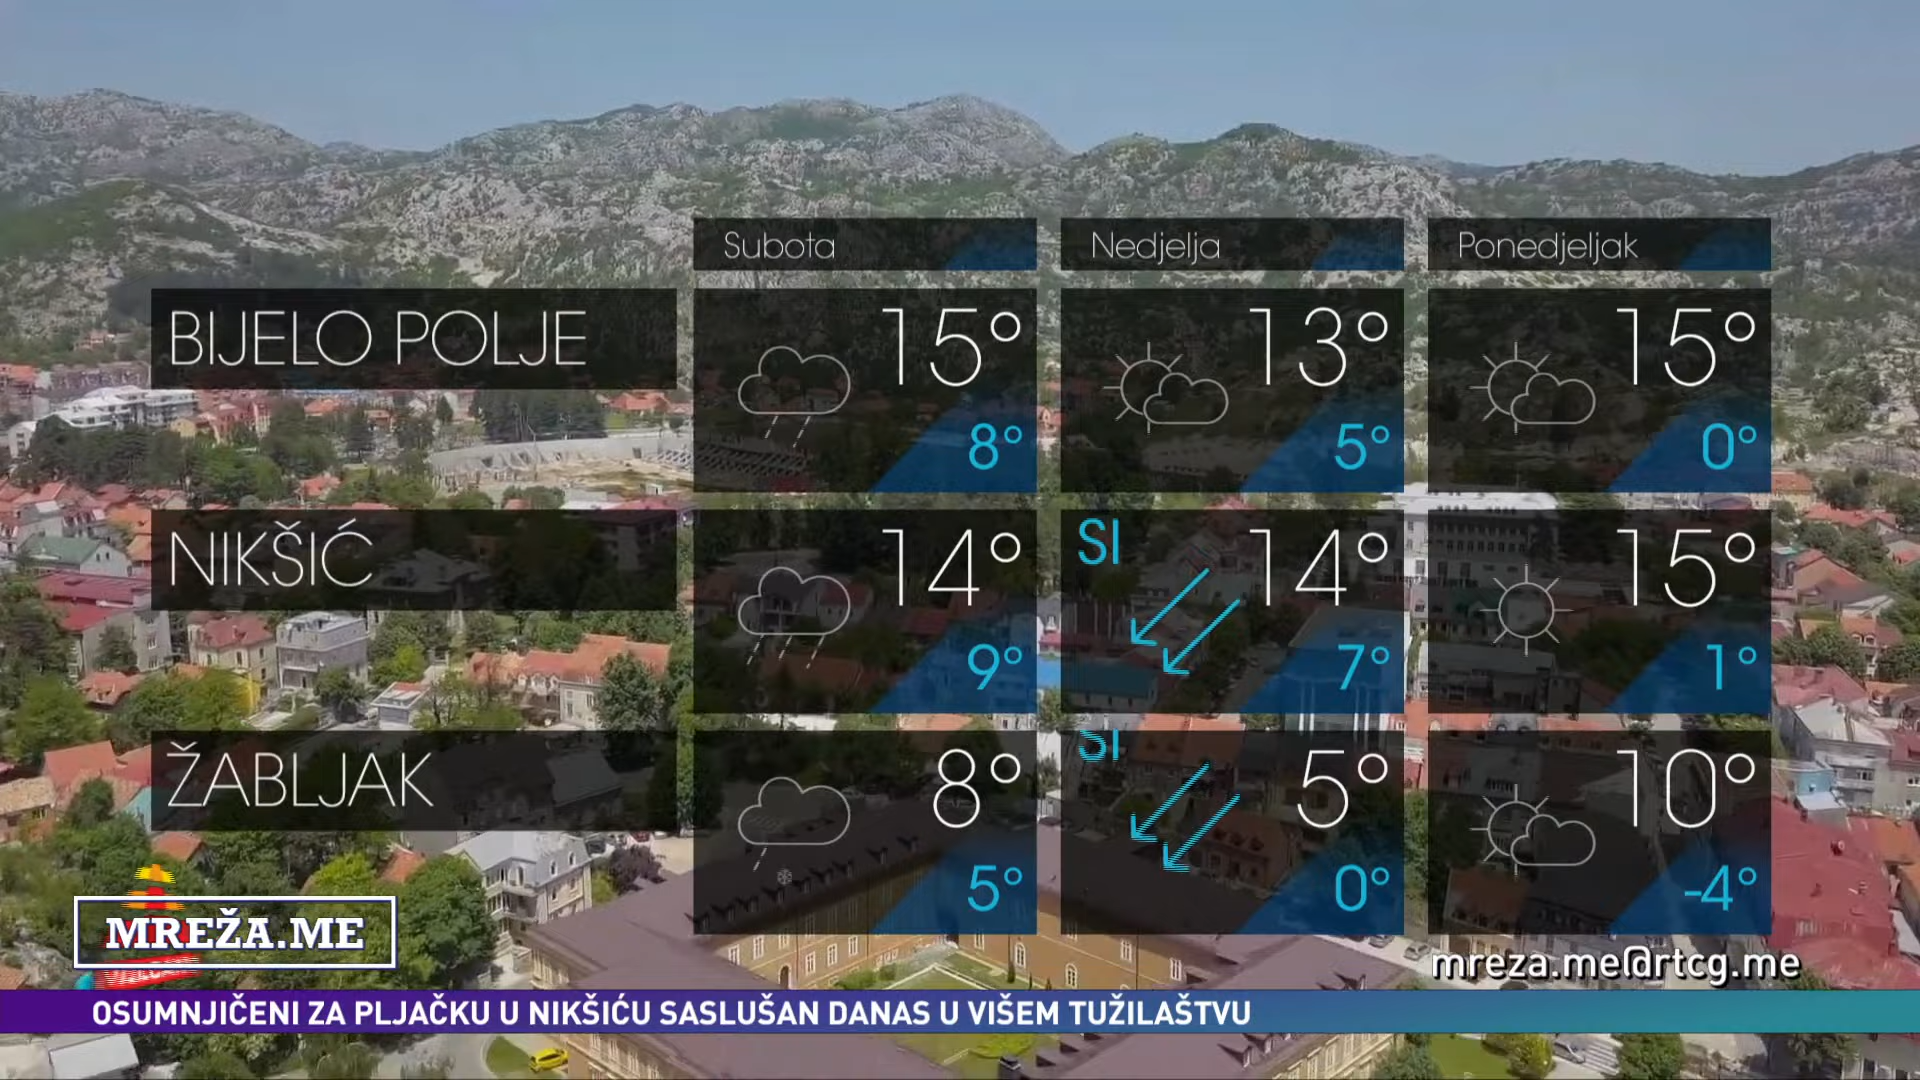 Subota Nedjelja Ponedjeljak
BIJELO POLJE 15° 13° 15°
8° 5° 0°
NIKŠIĆ 14° SI 14° 15°
9° 7° 1°
ŽABLJAK 8° SI 5° 10°
5° 0° -4°
MREŽA.ME
mreza.me@rtcg.me
OSUMNJIČENI ZA PLJAČKU U NIKŠIĆU SASLUŠAN DANAS U VIŠEM TUŽILAŠTVU